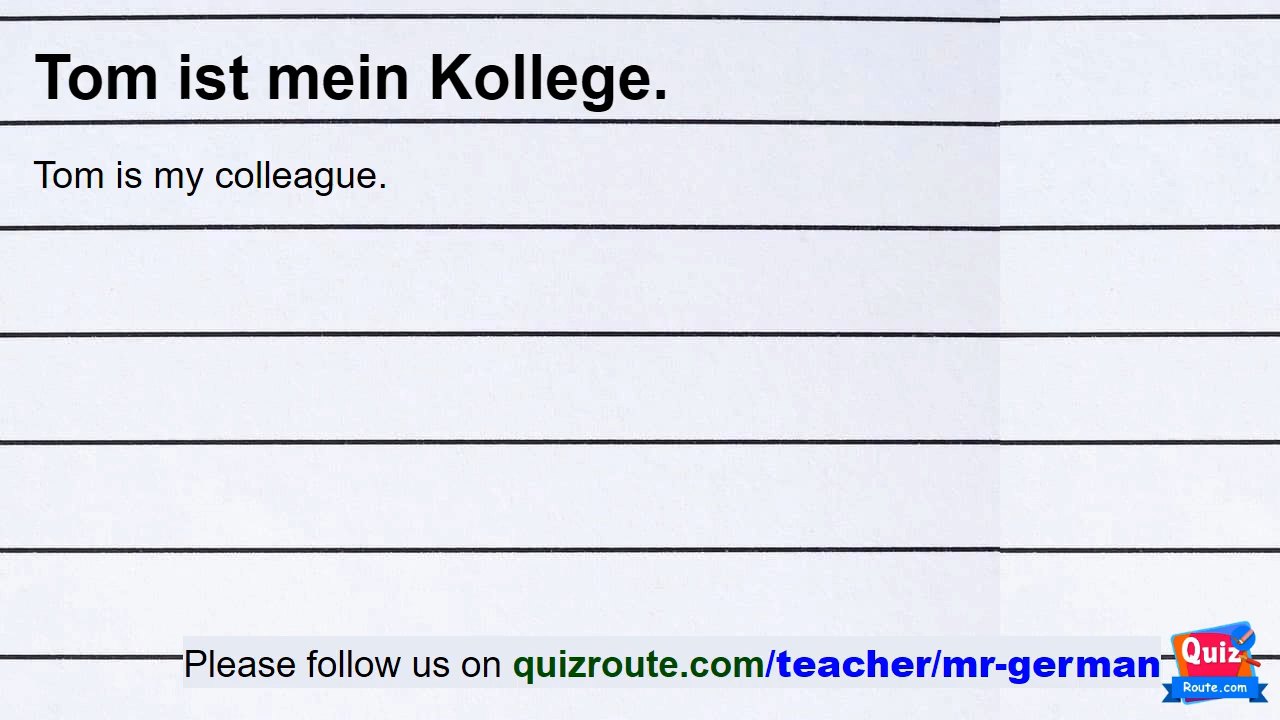 Tom ist mein Kollege.
Tom is my colleague.
Please follow us on quizroute.com/teacher/mr-german
Quiz
Route.com